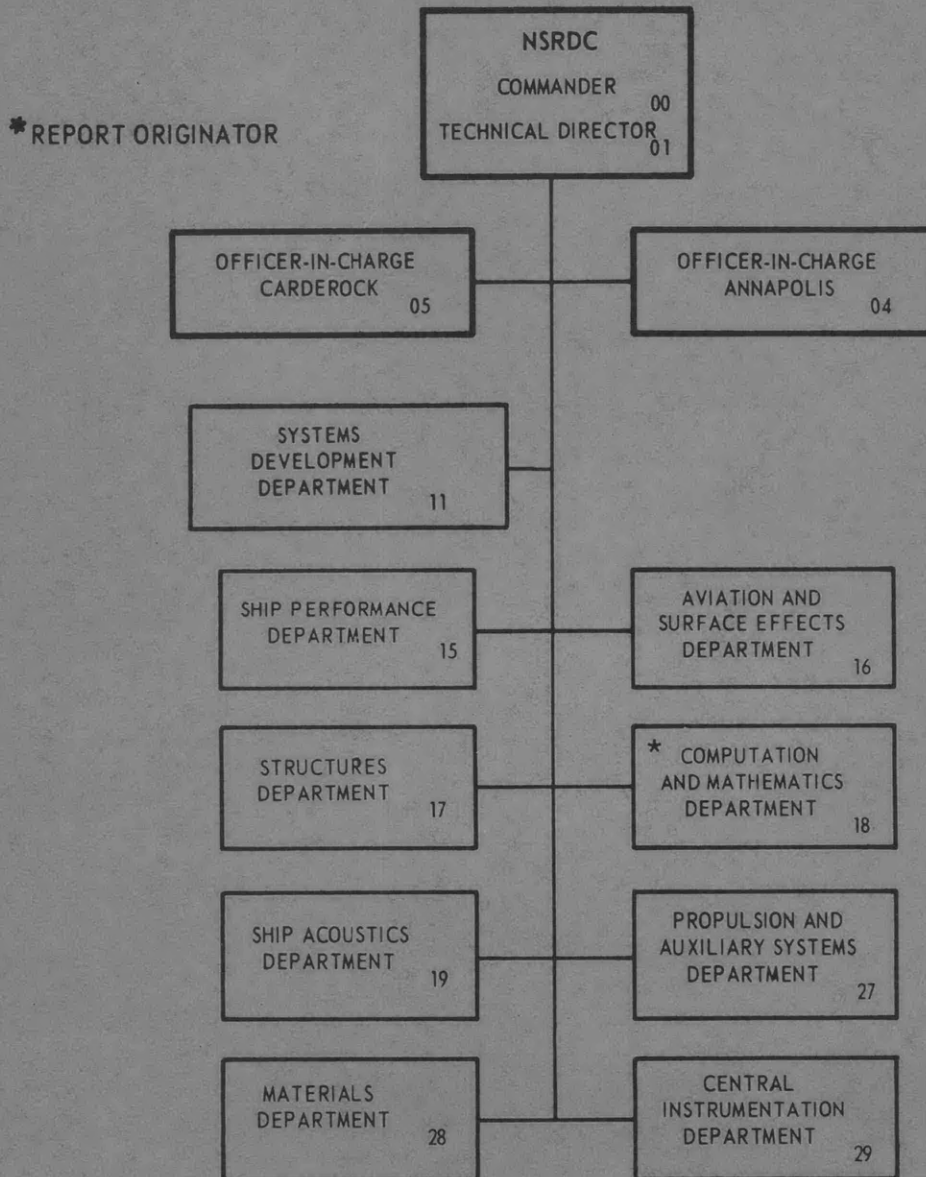 NSRDC
COMMANDER
00
TECHNICAL DIRECTOR
01
* REPORT ORIGINATOR
OFFICER-IN-CHARGE
CARDEROCK
05
OFFICER-IN-CHARGE
ANNAPOLIS
04
SYSTEMS
DEVELOPMENT
DEPARTMENT
11
SHIP PERFORMANCE
DEPARTMENT
15
AVIATION AND
SURFACE EFFECTS
DEPARTMENT
16
STRUCTURES
DEPARTMENT
17
* COMPUTATION
AND MATHEMATICS
DEPARTMENT
18
SHIP ACOUSTICS
DEPARTMENT
19
PROPULSION AND
AUXILIARY SYSTEMS
DEPARTMENT
27
MATERIALS
DEPARTMENT
28
CENTRAL
INSTRUMENTATION
DEPARTMENT
29